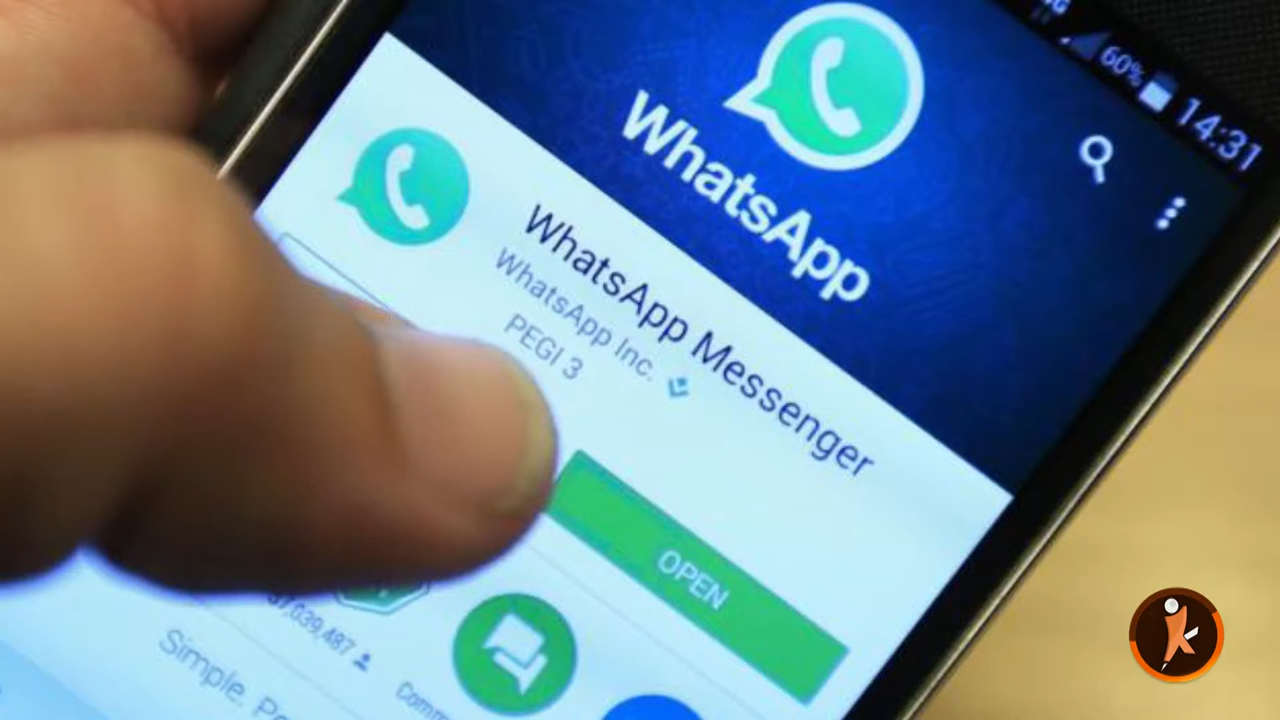 60%
14:31
WhatsApp
WhatsApp Messenger
WhatsApp Inc.
PEGI 3
OPEN
Simple.